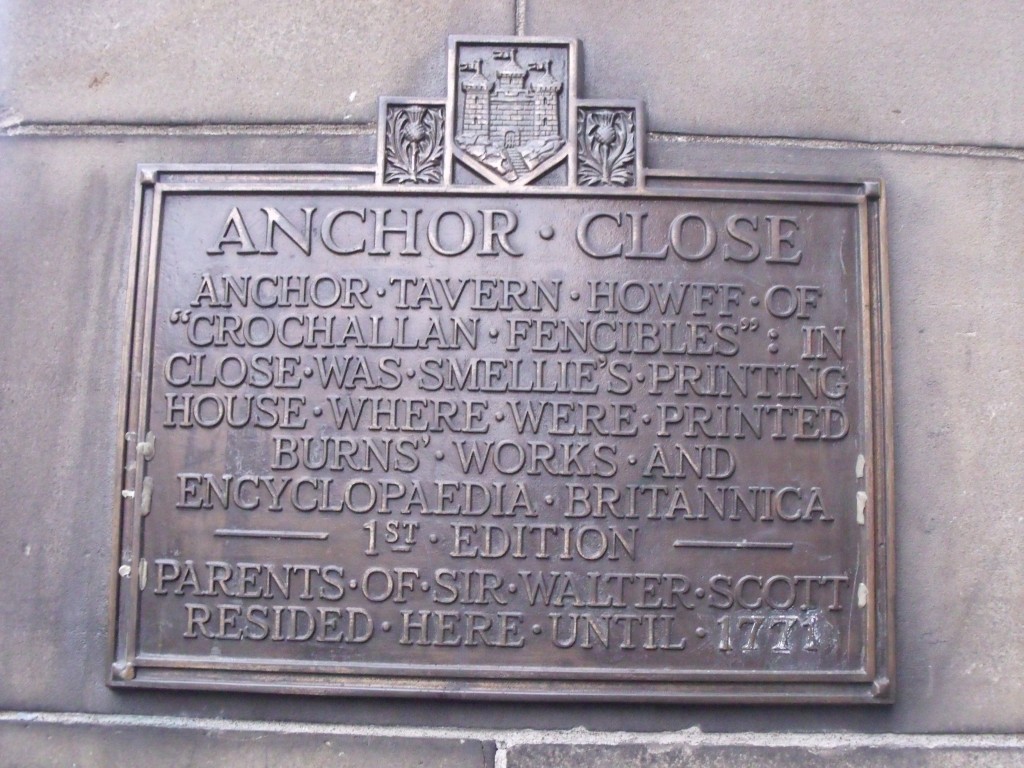 ANCHOR · CLOSE
ANCHOR · TAVERN · HOWFF · OF
“CROCHALLAN · FENCIBLES” : IN
CLOSE · WAS · SMELLIE'S · PRINTING
HOUSE · WHERE · WERE · PRINTED
BURNS' · WORKS · AND
ENCYCLOPAEDIA · BRITANNICA
1ST · EDITION
PARENTS · OF · SIR · WALTER · SCOTT
RESIDED · HERE · UNTIL · 1771